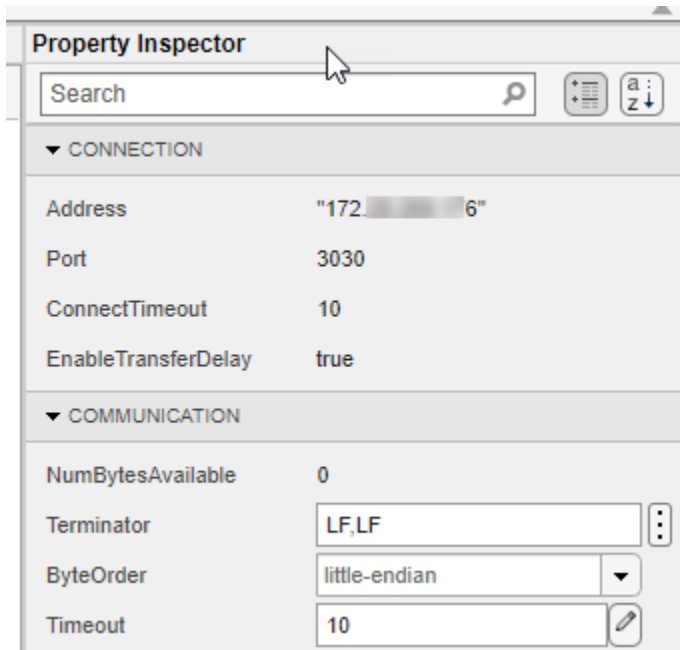 Property Inspector
Search
a
z
CONNECTION
Address "172. 6"
Port 3030
ConnectTimeout 10
EnableTransferDelay true
COMMUNICATION
NumBytesAvailable 0
Terminator LF,LF
ByteOrder little-endian
Timeout 10